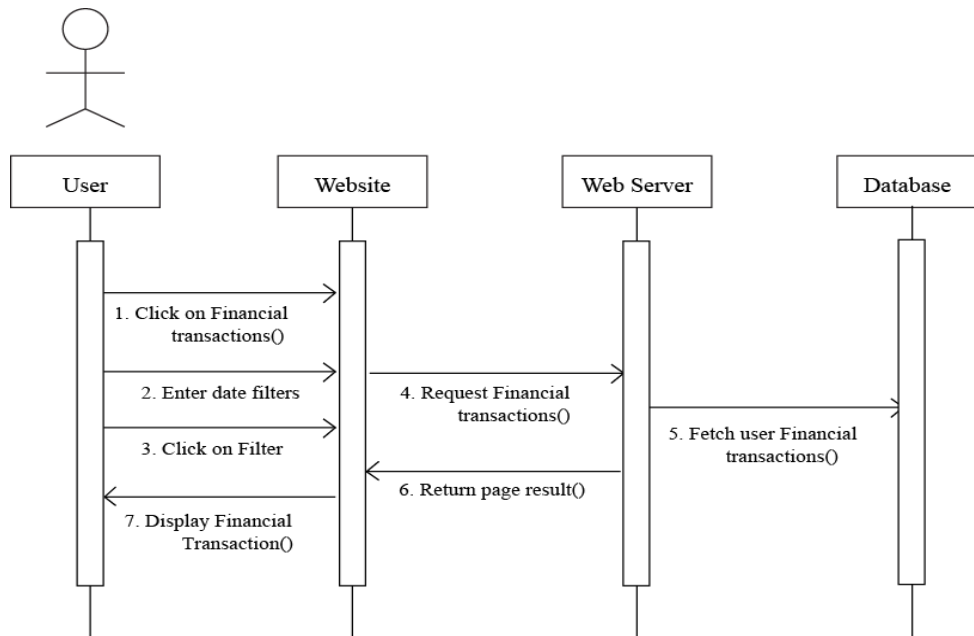 User
Website
Web Server
Database
1. Click on Financial
transactions()
2. Enter date filters
3. Click on Filter
4. Request Financial
transactions()
5. Fetch user Financial
transactions()
6. Return page result()
7. Display Financial
Transaction()